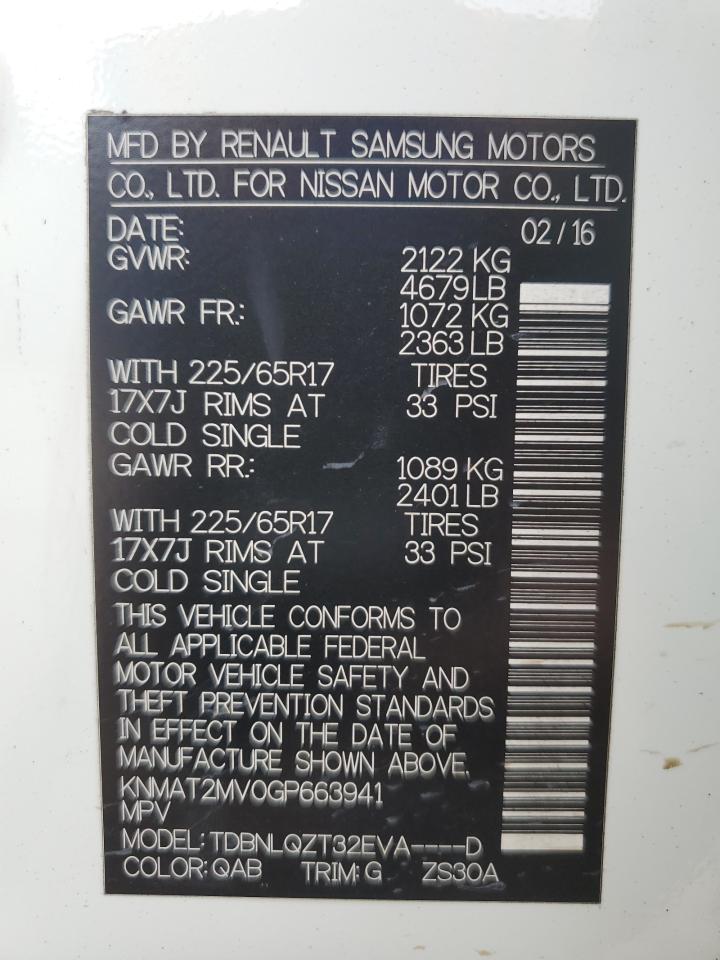 MFD BY RENAULT SAMSUNG MOTORS
CO., LTD. FOR NISSAN MOTOR CO., LTD.
DATE: 02/16
GVWR: 2122 KG
4679 LB
GAWR FR.: 1072 KG
2363 LB
WITH 225/65R17 TIRES
17X7J RIMS AT 33 PSI
COLD SINGLE
GAWR RR.: 1089 KG
2401 LB
WITH 225/65R17 TIRES
17X7J RIMS AT 33 PSI
COLD SINGLE
THIS VEHICLE CONFORMS TO
ALL APPLICABLE FEDERAL
MOTOR VEHICLE SAFETY AND
THEFT PREVENTION STANDARDS
IN EFFECT ON THE DATE OF
MANUFACTURE SHOWN ABOVE.
KNMAT2MV0GP663941
MPV
MODEL: TDBNLQZT32EVA----D
COLOR: QAB TRIM: G ZS30A